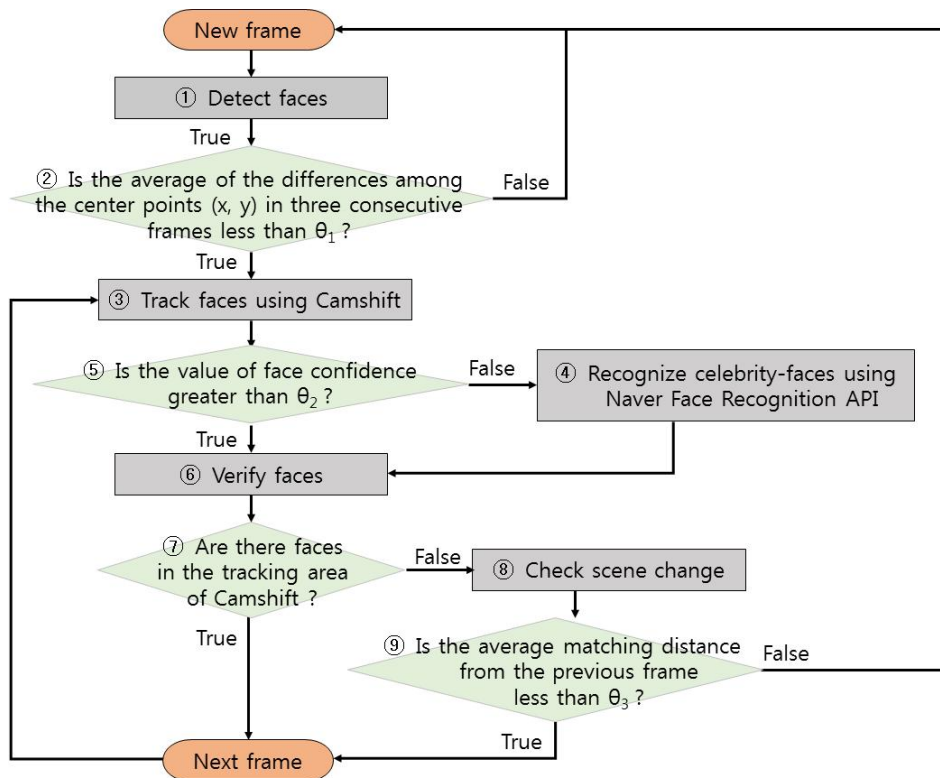 New frame
① Detect faces
True
② Is the average of the differences among
the center points (x, y) in three consecutive
frames less than θ₁ ?
False
True
③ Track faces using Camshift
⑤ Is the value of face confidence
greater than θ₂ ?
False
④ Recognize celebrity-faces using
Naver Face Recognition API
True
⑥ Verify faces
⑦ Are there faces
in the tracking area
of Camshift ?
False
⑧ Check scene change
True
⑨ Is the average matching distance
from the previous frame
less than θ₃ ?
False
True
Next frame